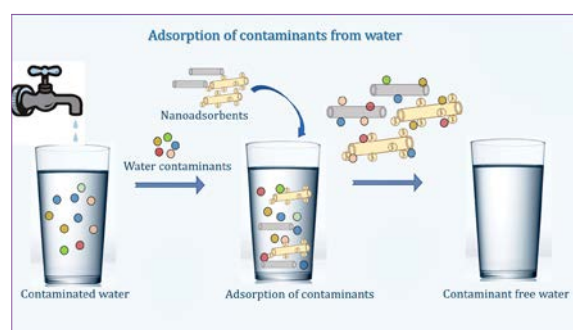 Adsorption of contaminants from water
Nanoadsorbents
Water contaminants
Contaminated water
Adsorption of contaminants
Contaminant free water